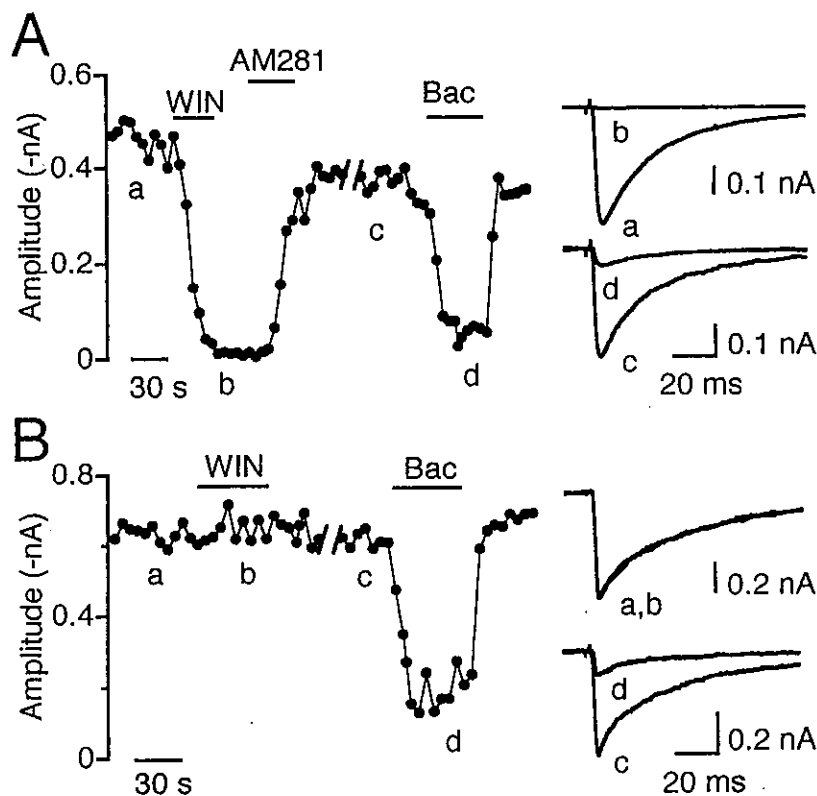 A
AM281
WIN
Bac
0.6
0.4
0.2
0
Amplitude (-nA)
a
b
c
d
30 s
b
a
0.1 nA
d
c
0.1 nA
20 ms
B
WIN
Bac
0.8
0.4
0
Amplitude (-nA)
a
b
c
d
30 s
a,b
0.2 nA
d
c
0.2 nA
20 ms